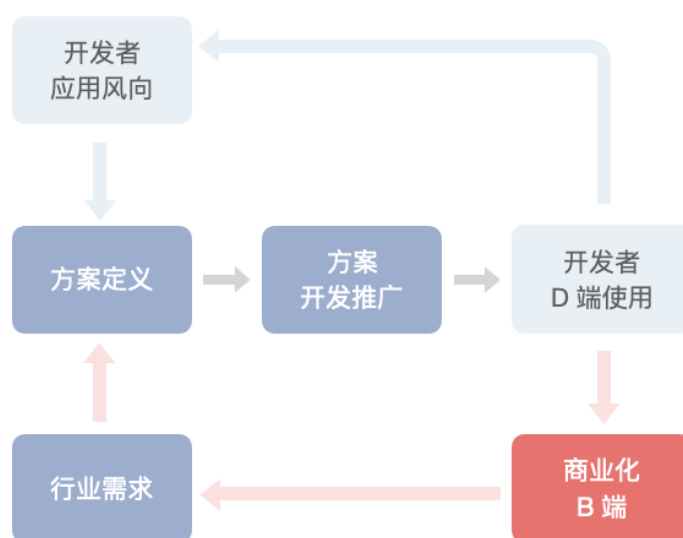 开发者
应用风向
方案定义
方案
开发推广
开发者
D 端使用
行业需求
商业化
B 端